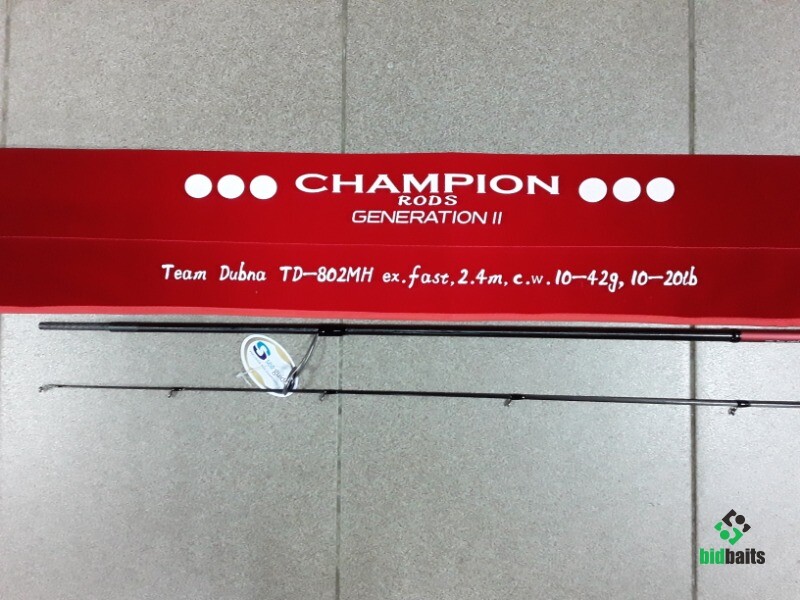 CHAMPION
RODS
GENERATION II
Team Dubna TD-802MH ex.fast, 2.4m, c.w. 10-42g, 10-20lb
bidbaits